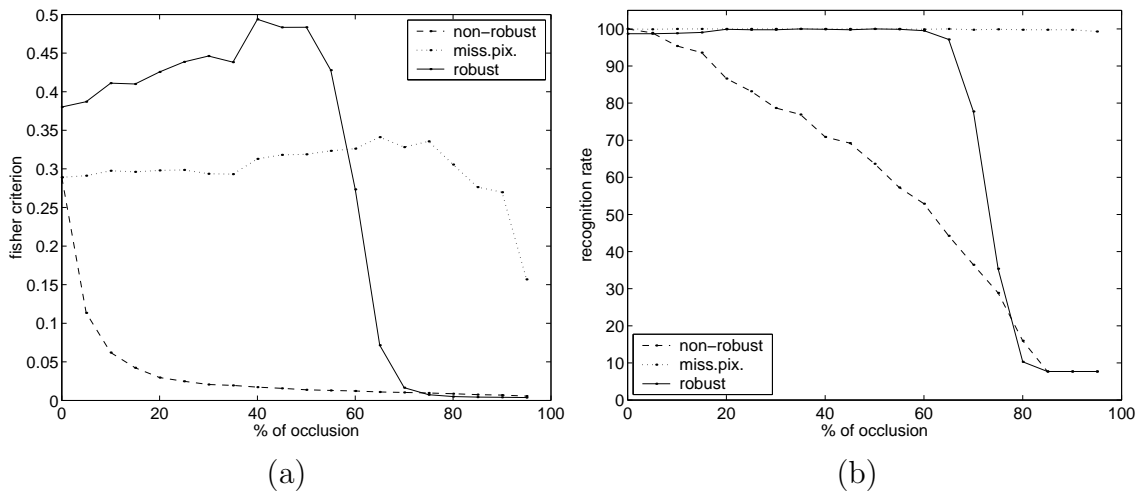 0.5
0.45
0.4
0.35
0.3
0.25
0.2
0.15
0.1
0.05
0
fisher criterion
0 20 40 60 80 100
% of occlusion
non-robust
miss.pix.
robust
(a)
100
90
80
70
60
50
40
30
20
10
0
recognition rate
0 20 40 60 80 100
% of occlusion
non-robust
miss.pix.
robust
(b)